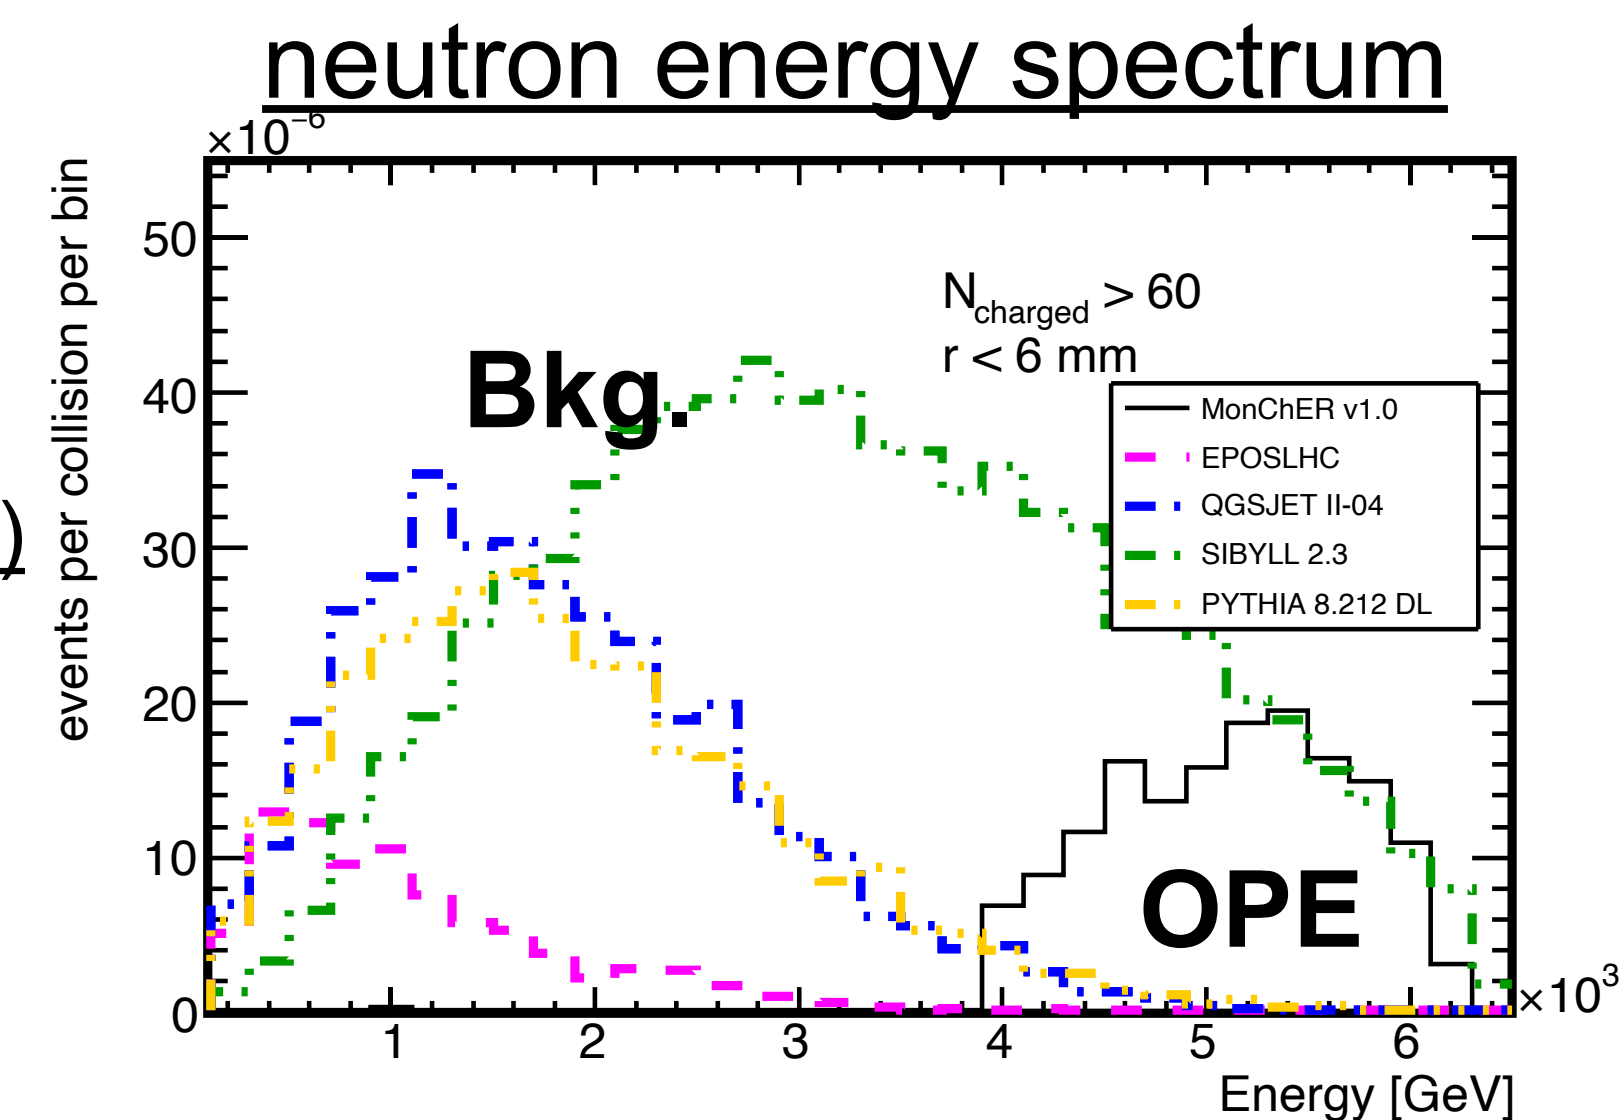 neutron energy spectrum
×10⁻⁶
events per collision per bin
50
40
30
20
10
0
)
N_charged > 60
r < 6 mm
Bkg.
MonChER v1.0
EPOSLHC
QGSJET II-04
SIBYLL 2.3
PYTHIA 8.212 DL
OPE
1 2 3 4 5 6
×10³
Energy [GeV]